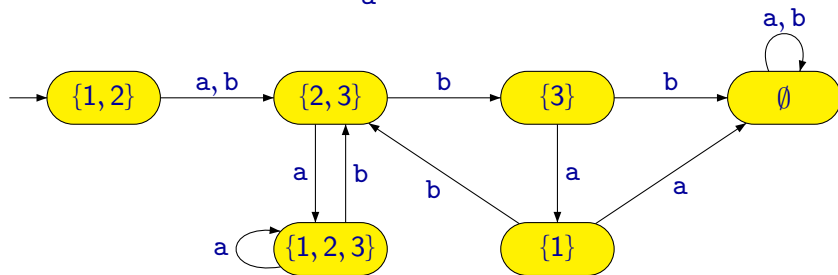 a
a, b
{1, 2}
a, b
{2, 3}
b
{3}
b
∅
a
b
b
a
a
a
{1, 2, 3}
{1}